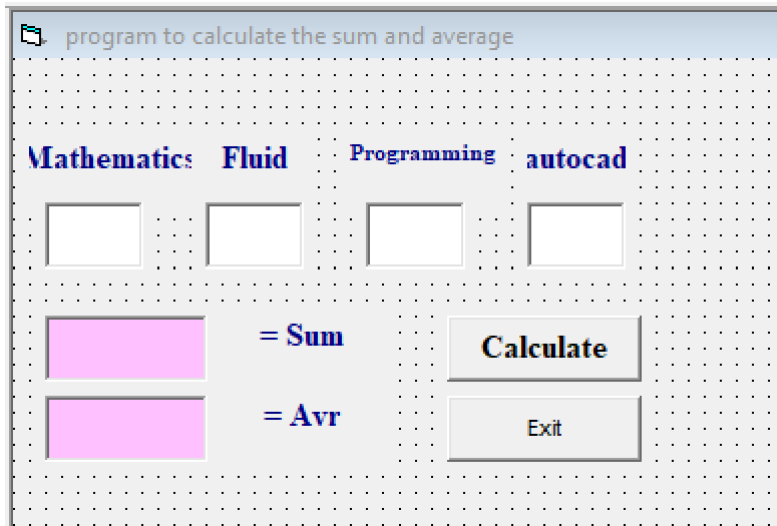 program to calculate the sum and average
Mathematics Fluid Programming autocad
= Sum Calculate
= Avr Exit